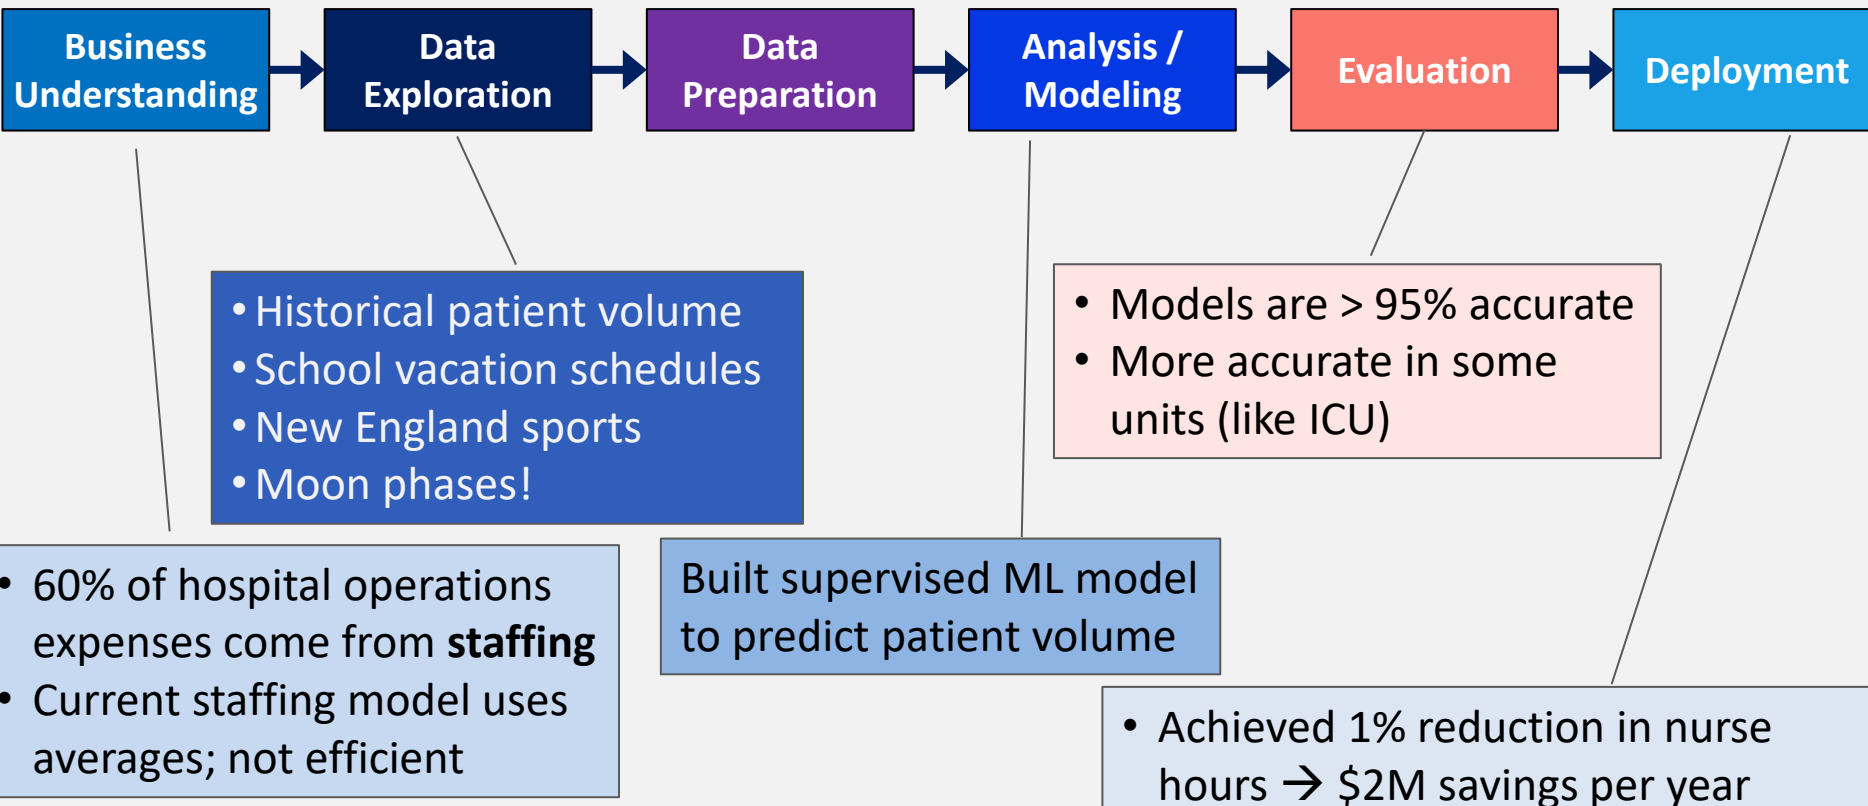 Business
Understanding
Data
Exploration
Data
Preparation
Analysis /
Modeling
Evaluation
Deployment
• Historical patient volume
• School vacation schedules
• New England sports
• Moon phases!
• Models are > 95% accurate
• More accurate in some
units (like ICU)
• 60% of hospital operations
expenses come from staffing
• Current staffing model uses
averages; not efficient
Built supervised ML model
to predict patient volume
• Achieved 1% reduction in nurse
hours → $2M savings per year